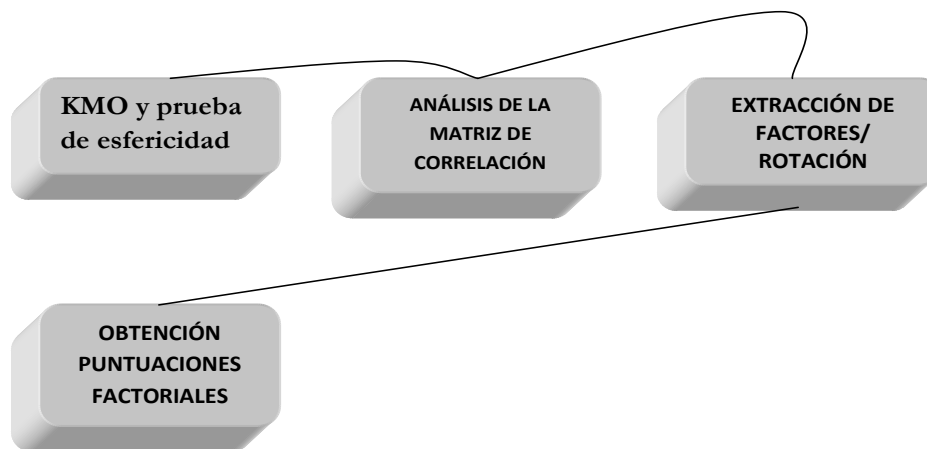 KMO y prueba
de esfericidad
ANÁLISIS DE LA
MATRIZ DE
CORRELACIÓN
EXTRACCIÓN DE
FACTORES/
ROTACIÓN
OBTENCIÓN
PUNTUACIONES
FACTORIALES